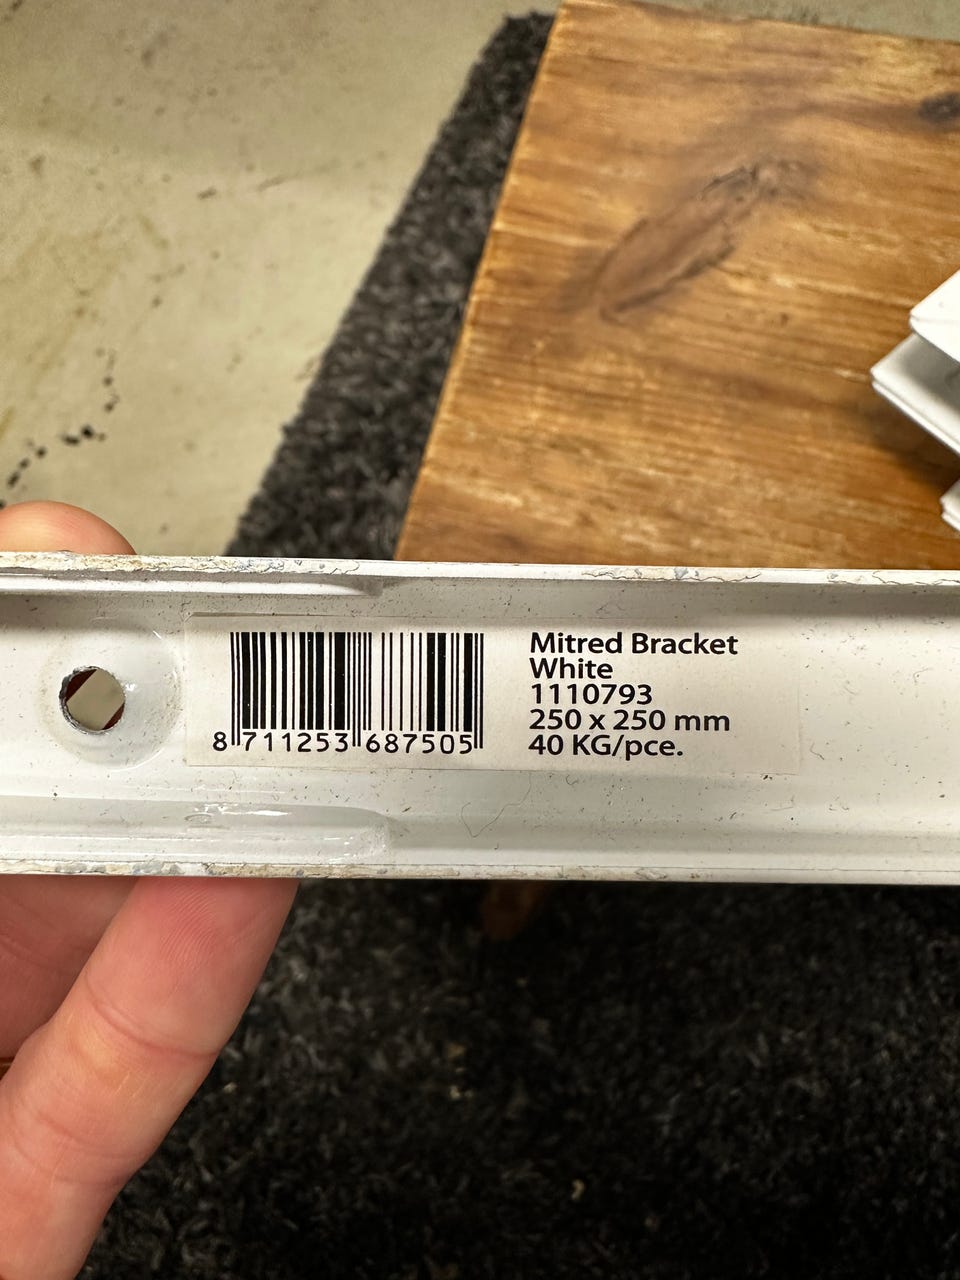 8 711253 687505
Mitred Bracket
White
1110793
250 x 250 mm
40 KG/pce.